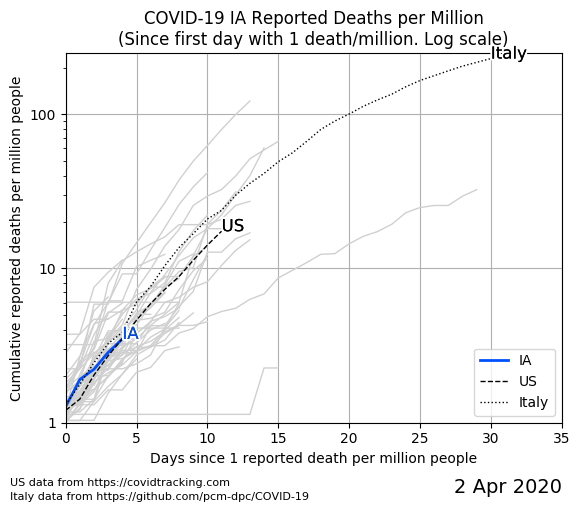 COVID-19 IA Reported Deaths per Million
(Since first day with 1 death/million. Log scale)
Cumulative reported deaths per million people
100
10
1
Italy
US
IA
IA
US
Italy
0 5 10 15 20 25 30 35
Days since 1 reported death per million people
US data from https://covidtracking.com
Italy data from https://github.com/pcm-dpc/COVID-19
2 Apr 2020